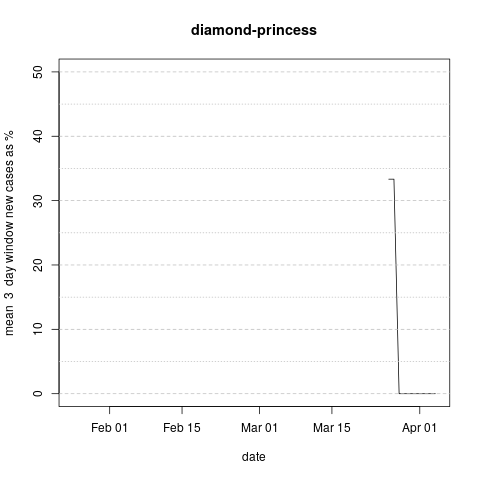 diamond-princess
mean  3  day window new cases as %
50
40
30
20
10
0
Feb 01 Feb 15 Mar 01 Mar 15 Apr 01
date